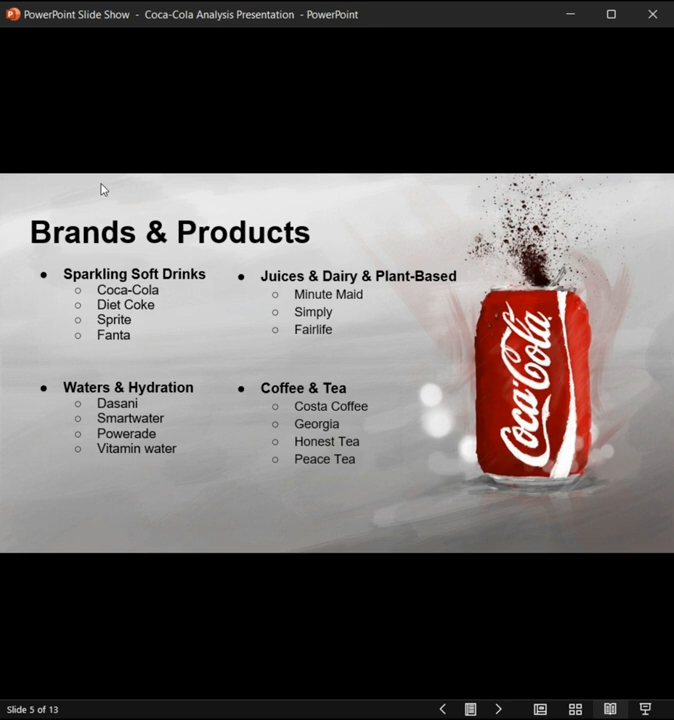 PowerPoint Slide Show - Coca-Cola Analysis Presentation - PowerPoint
Brands & Products
● Sparkling Soft Drinks
○ Coca-Cola
○ Diet Coke
○ Sprite
○ Fanta
● Juices & Dairy & Plant-Based
○ Minute Maid
○ Simply
○ Fairlife
● Waters & Hydration
○ Dasani
○ Smartwater
○ Powerade
○ Vitamin water
● Coffee & Tea
○ Costa Coffee
○ Georgia
○ Honest Tea
○ Peace Tea
Coca-Cola
Slide 5 of 13